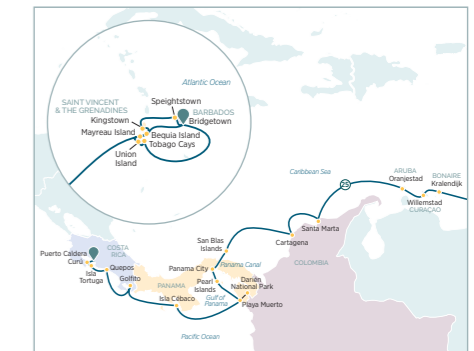 Atlantic Ocean
Speightstown
SAINT VINCENT
& THE GRENADINES
BARBADOS
Kingstown
Bridgetown
Mayreau Island
Bequia Island
Tobago Cays
Union
Island
Caribbean Sea
25
ARUBA
Oranjestad
BONAIRE
Kralendijk
Willemstad
CURAÇAO
Santa Marta
Cartagena
San Blas
Islands
COSTA
RICA
Puerto Caldera
Curú
Isla
Tortuga
Quepos
Golfito
Panama City
Panama Canal
COLOMBIA
Pearl
Islands
Darién
National Park
PANAMA
Isla Cébaco
Gulf of
Panama
Playa Muerto
Pacific Ocean